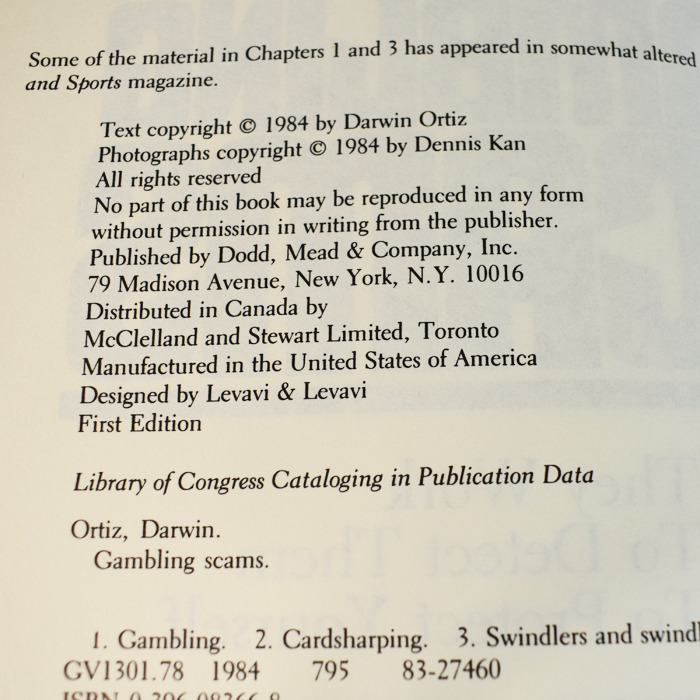 Some of the material in Chapters 1 and 3 has appeared in somewhat altered
and Sports magazine.
Text copyright © 1984 by Darwin Ortiz
Photographs copyright © 1984 by Dennis Kan
All rights reserved
No part of this book may be reproduced in any form
without permission in writing from the publisher.
Published by Dodd, Mead & Company, Inc.
79 Madison Avenue, New York, N.Y. 10016
Distributed in Canada by
McClelland and Stewart Limited, Toronto
Manufactured in the United States of America
Designed by Levavi & Levavi
First Edition
Library of Congress Cataloging in Publication Data
Ortiz, Darwin.
Gambling scams.
1. Gambling. 2. Cardsharping. 3. Swindlers and swindl
GV1301.78 1984 795 83-27460
ISBN